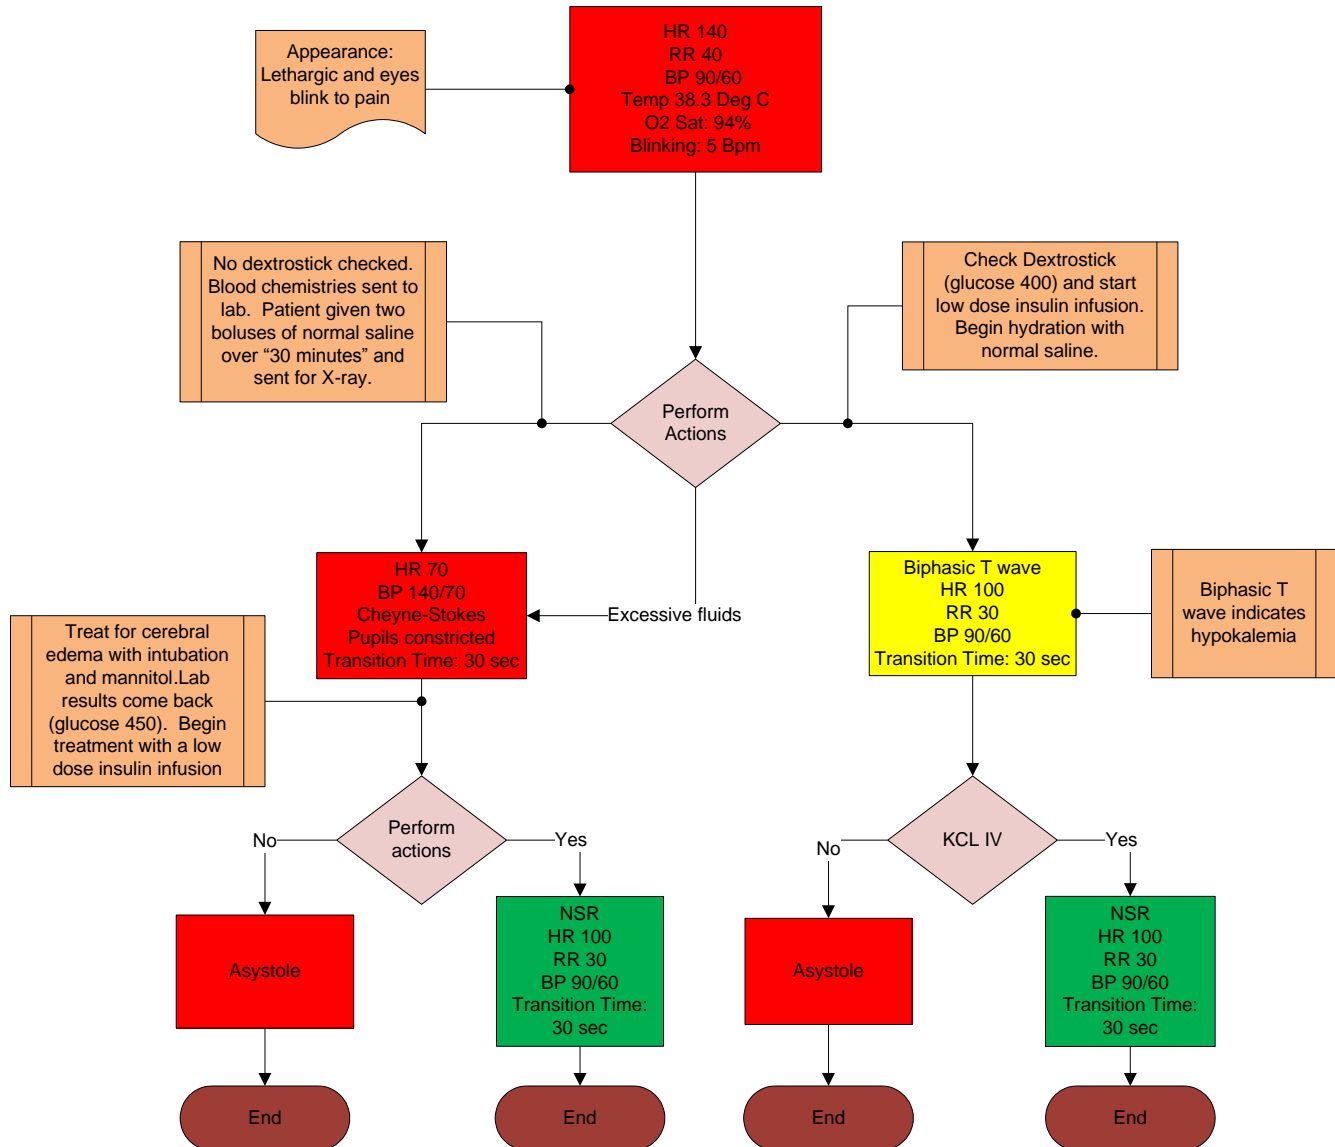 HR 140
RR 40
BP 90/60
Temp 38.3 Deg C
O2 Sat: 94%
Blinking: 5 Bpm
Appearance:
Lethargic and eyes
blink to pain
No dextrostick checked.
Blood chemistries sent to
lab.  Patient given two
boluses of normal saline
over “30 minutes” and
sent for X-ray.
Check Dextrostick
(glucose 400) and start
low dose insulin infusion.
Begin hydration with
normal saline.
Perform
Actions
HR 70
BP 140/70
Cheyne-Stokes
Pupils constricted
Transition Time: 30 sec
Excessive fluids
Biphasic T wave
HR 100
RR 30
BP 90/60
Transition Time: 30 sec
Biphasic T
wave indicates
hypokalemia
Treat for cerebral
edema with intubation
and mannitol.Lab
results come back
(glucose 450).  Begin
treatment with a low
dose insulin infusion
Perform
actions
No
Yes
KCL IV
No
Yes
Asystole
NSR
HR 100
RR 30
BP 90/60
Transition Time:
30 sec
Asystole
NSR
HR 100
RR 30
BP 90/60
Transition Time:
30 sec
End
End
End
End